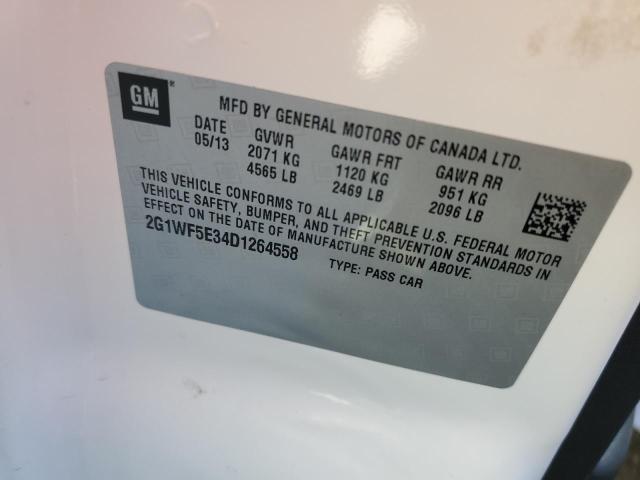 GM
MFD BY GENERAL MOTORS OF CANADA LTD.
DATE GVWR GAWR FRT GAWR RR
05/13 2071 KG 1120 KG 951 KG
4565 LB 2469 LB 2096 LB
THIS VEHICLE CONFORMS TO ALL APPLICABLE U.S. FEDERAL MOTOR
VEHICLE SAFETY, BUMPER, AND THEFT PREVENTION STANDARDS IN
EFFECT ON THE DATE OF MANUFACTURE SHOWN ABOVE.
2G1WF5E34D1264558 TYPE: PASS CAR